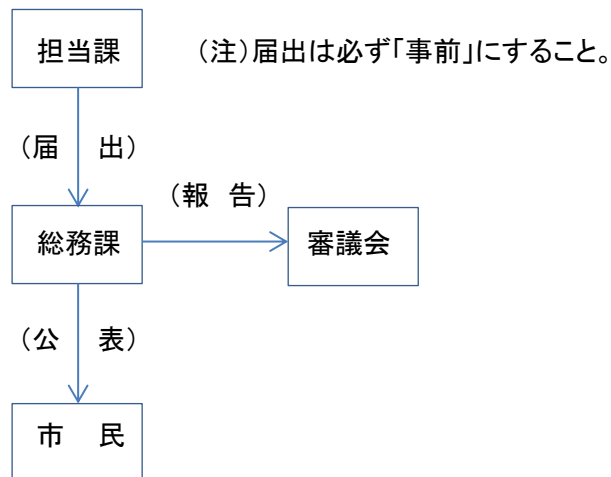 担当課 （注）届出は必ず「事前」にすること。
（届 出）
（報 告）
総務課 審議会
（公 表）
市 民